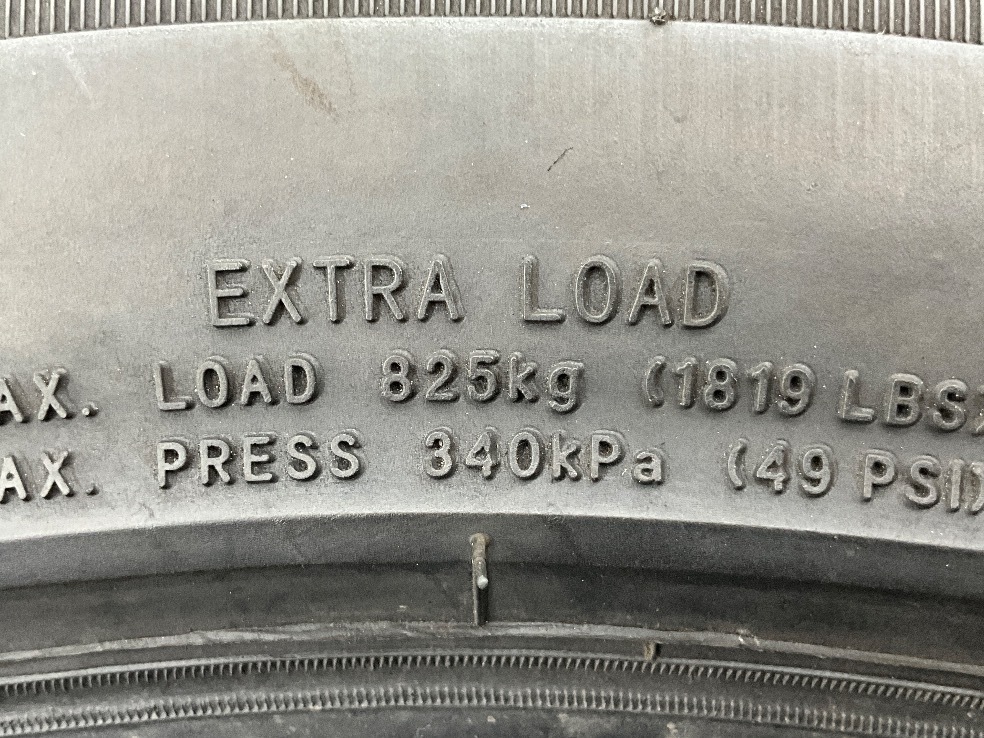 EXTRA LOAD
AX. LOAD 825kg (1819 LBS)
AX. PRESS 340kPa (49 PSI)